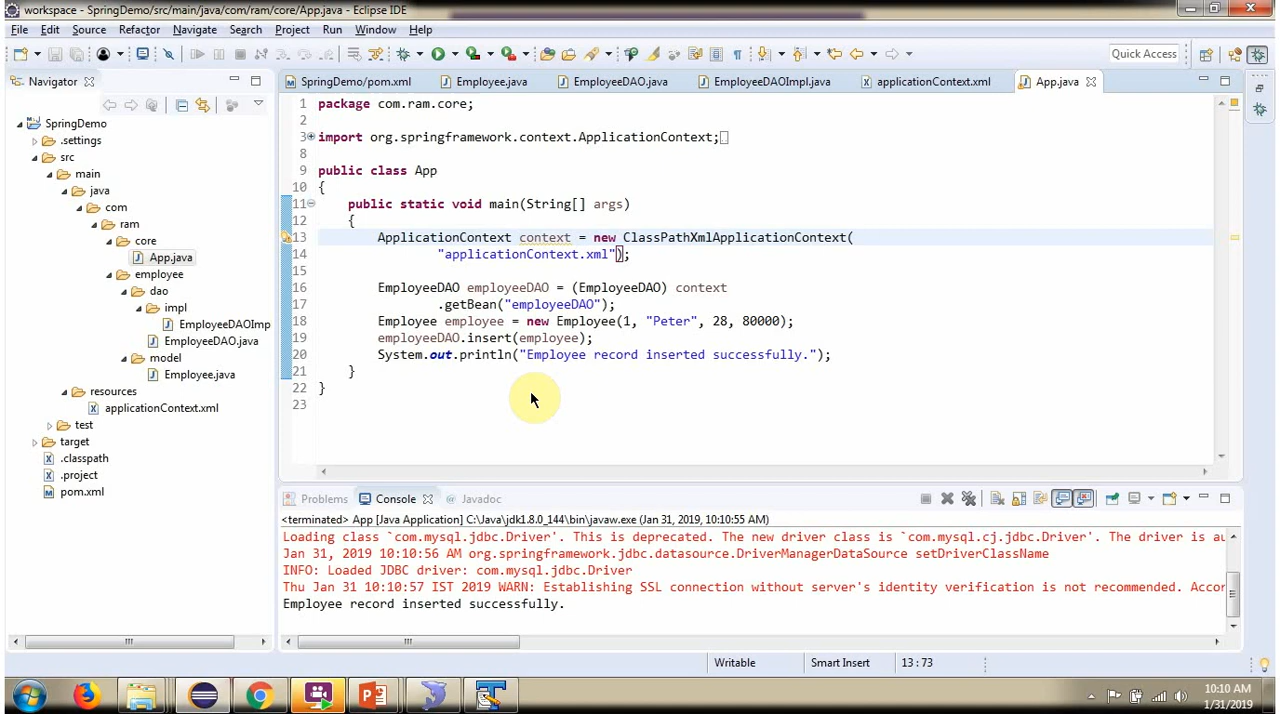 workspace - SpringDemo/src/main/java/com/ram/core/App.java - Eclipse IDE
File Edit Source Refactor Navigate Search Project Run Window Help
Quick Access
Navigator
SpringDemo/pom.xml Employee.java EmployeeDAO.java EmployeeDAOImpl.java applicationContext.xml App.java
SpringDemo
.settings
src
main
java
com
ram
core
App.java
employee
dao
impl
EmployeeDAOImp
EmployeeDAO.java
model
Employee.java
resources
applicationContext.xml
test
target
.classpath
.project
pom.xml
1 package com.ram.core;
2
3 import org.springframework.context.ApplicationContext;
8
9 public class App
10 {
11 public static void main(String[] args)
12 {
13 ApplicationContext context = new ClassPathXmlApplicationContext(
14 "applicationContext.xml");
15
16 EmployeeDAO employeeDAO = (EmployeeDAO) context
17 .getBean("employeeDAO");
18 Employee employee = new Employee(1, "Peter", 28, 80000);
19 employeeDAO.insert(employee);
20 System.out.println("Employee record inserted successfully.");
21 }
22 }
23
Problems Console Javadoc
<terminated> App [Java Application] C:\Java\jdk1.8.0_144\bin\javaw.exe (Jan 31, 2019, 10:10:55 AM)
Loading class `com.mysql.jdbc.Driver'. This is deprecated. The new driver class is `com.mysql.cj.jdbc.Driver'. The driver is au
Jan 31, 2019 10:10:56 AM org.springframework.jdbc.datasource.DriverManagerDataSource setDriverClassName
INFO: Loaded JDBC driver: com.mysql.jdbc.Driver
Thu Jan 31 10:10:57 IST 2019 WARN: Establishing SSL connection without server's identity verification is not recommended. Accor
Employee record inserted successfully.
Writable Smart Insert 13 : 73
10:10 AM
1/31/2019